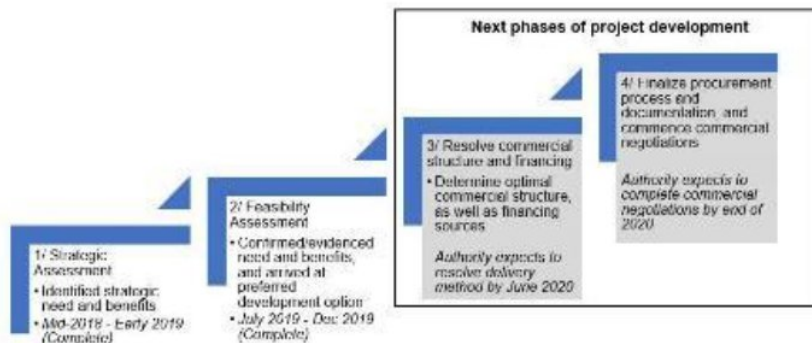 Next phases of project development
1/ Strategic
Assessment
• Identified strategic
need and benefits
• Mid-2018 - Early 2019
(Complete)
2/ Feasibility
Assessment
• Confirmed/evidenced
need and benefits,
and arrived at
preferred
development option
• July 2019 - Dec 2019
(Complete)
3/ Resolve commercial
structure and financing
• Determine optimal
commercial structure,
as well as financing
sources
Authority expects to
resolve delivery
method by June 2020
4/ Finalize procurement
process and
documentation, and
commence commercial
negotiations
Authority expects to
complete commercial
negotiations by end of
2020